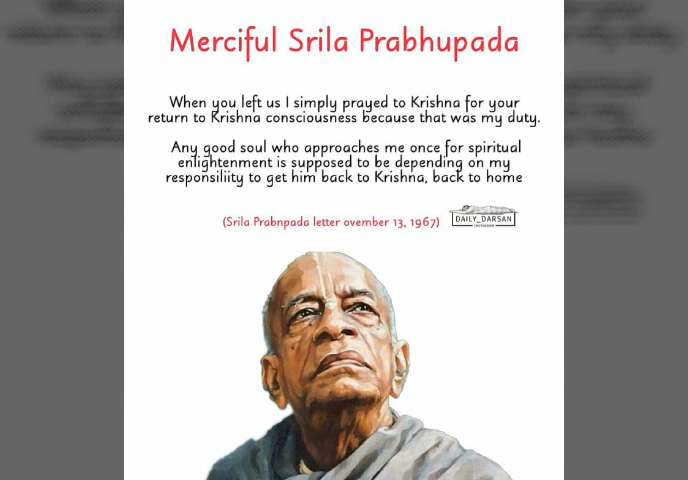 Merciful Srila Prabhupada
When you left us I simply prayed to Krishna for your
return to Krishna consciousness because that was my duty.
Any good soul who approaches me once for spiritual
enlightenment is supposed to be depending on my
responsiliity to get him back to Krishna, back to home
(Srila Prabnpada letter ovember 13, 1967)
DAILY_DARSAN